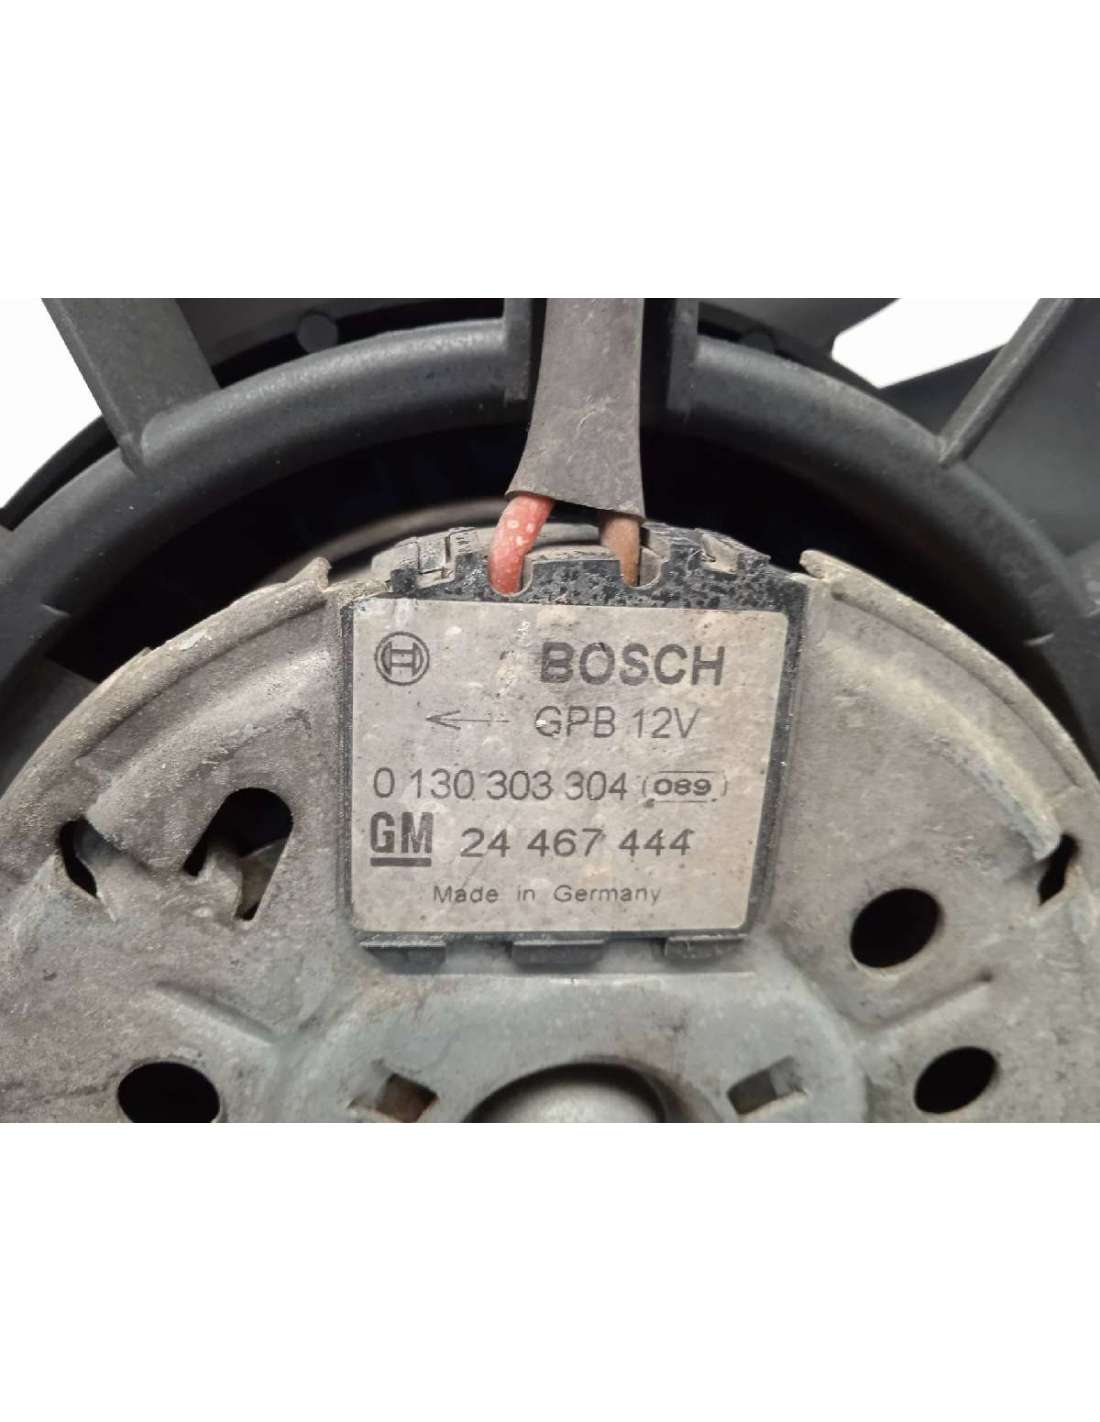 BOSCH
GPB 12V
0 130 303 304 (089)
GM 24 467 444
Made in Germany